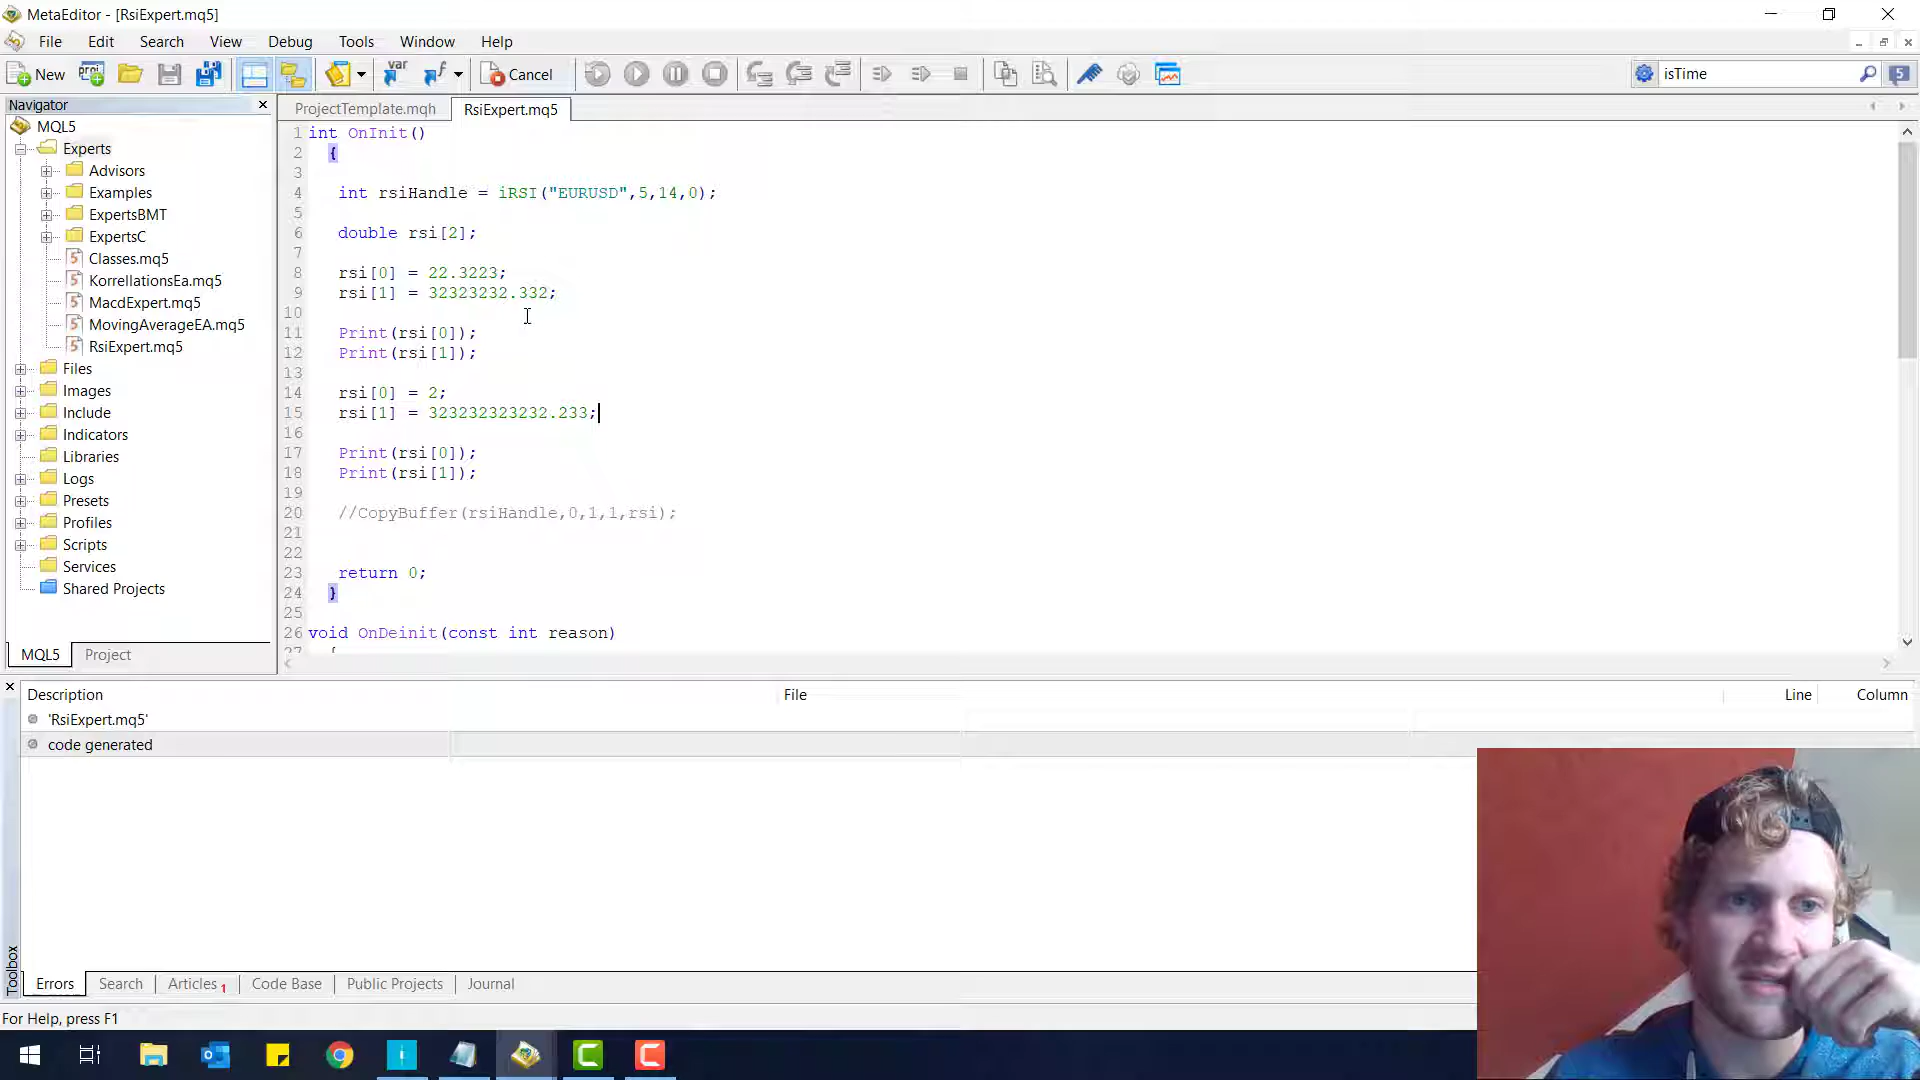 MetaEditor - [RsiExpert.mq5]
File Edit Search View Debug Tools Window Help
New Cancel isTime 5
Navigator
ProjectTemplate.mqh RsiExpert.mq5
MQL5
Experts
Advisors
Examples
ExpertsBMT
ExpertsC
Classes.mq5
KorrellationsEa.mq5
MacdExpert.mq5
MovingAverageEA.mq5
RsiExpert.mq5
Files
Images
Include
Indicators
Libraries
Logs
Presets
Profiles
Scripts
Services
Shared Projects
MQL5 Project
1 int OnInit()
2 {
3
4 int rsiHandle = iRSI("EURUSD",5,14,0);
5
6 double rsi[2];
7
8 rsi[0] = 22.3223;
9 rsi[1] = 32323232.332;
10
11 Print(rsi[0]);
12 Print(rsi[1]);
13
14 rsi[0] = 2;
15 rsi[1] = 323232323232.233;
16
17 Print(rsi[0]);
18 Print(rsi[1]);
19
20 //CopyBuffer(rsiHandle,0,1,1,rsi);
21
22
23 return 0;
24 }
25
26 void OnDeinit(const int reason)
27 {
Description File Line Column
'RsiExpert.mq5'
code generated
Toolbox
Errors Search Articles 1 Code Base Public Projects Journal
For Help, press F1